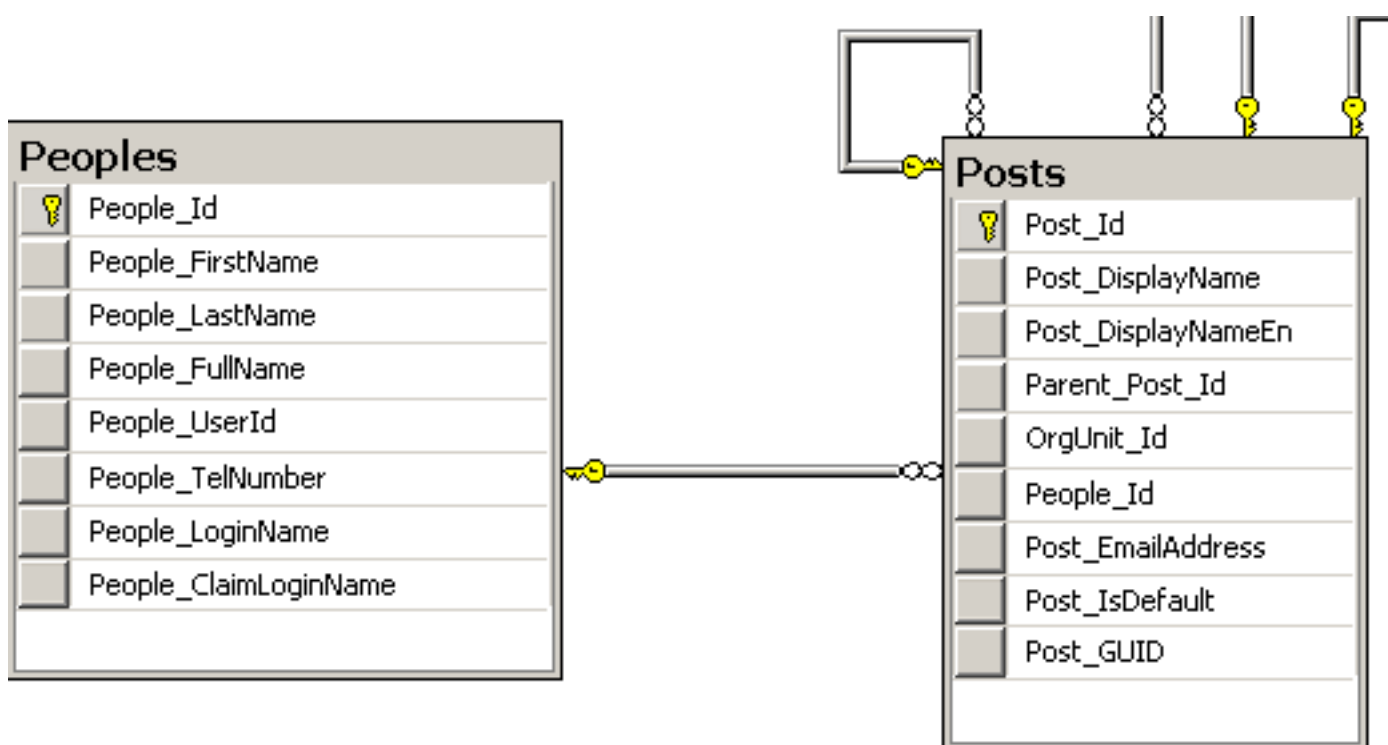 Peoples
People_Id
People_FirstName
People_LastName
People_FullName
People_UserId
People_TelNumber
People_LoginName
People_ClaimLoginName
Posts
Post_Id
Post_DisplayName
Post_DisplayNameEn
Parent_Post_Id
OrgUnit_Id
People_Id
Post_EmailAddress
Post_IsDefault
Post_GUID